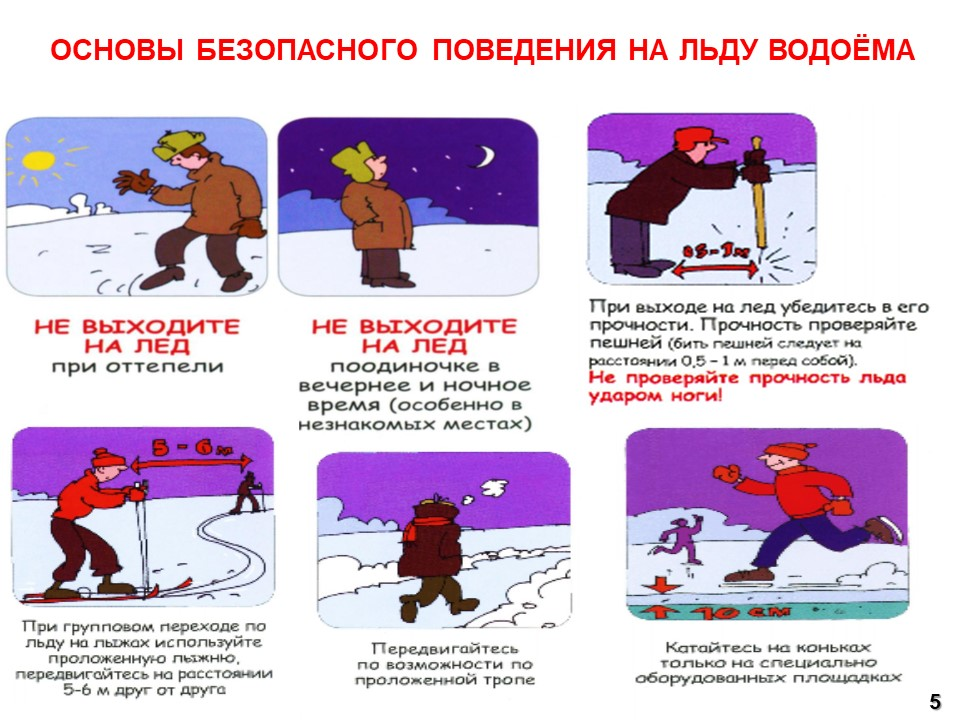 ОСНОВЫ БЕЗОПАСНОГО ПОВЕДЕНИЯ НА ЛЬДУ ВОДОЁМА
НЕ ВЫХОДИТЕ
НА ЛЕД
при оттепели
НЕ ВЫХОДИТЕ
НА ЛЕД
поодиночке в
вечернее и ночное
время (особенно в
незнакомых местах)
0,5-1м
При выходе на лед убедитесь в его
прочности. Прочность проверяйте
пешней (бить пешней следует на
расстоянии 0,5 – 1 м перед собой).
Не проверяйте прочность льда
ударом ноги!
5 - 6 м
При групповом переходе по
льду на лыжах используйте
проложенную лыжню,
передвигайтесь на расстоянии
5-6 м друг от друга
Передвигайтесь
по возможности по
проложенной тропе
10 см
Катайтесь на коньках
только на специально
оборудованных площадках
5